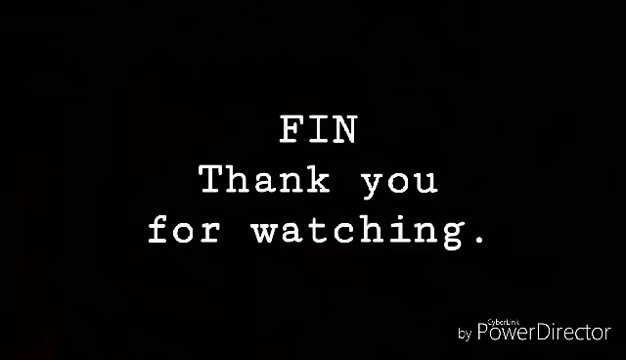 FIN
Thank you
for watching.
CyberLink
by PowerDirector